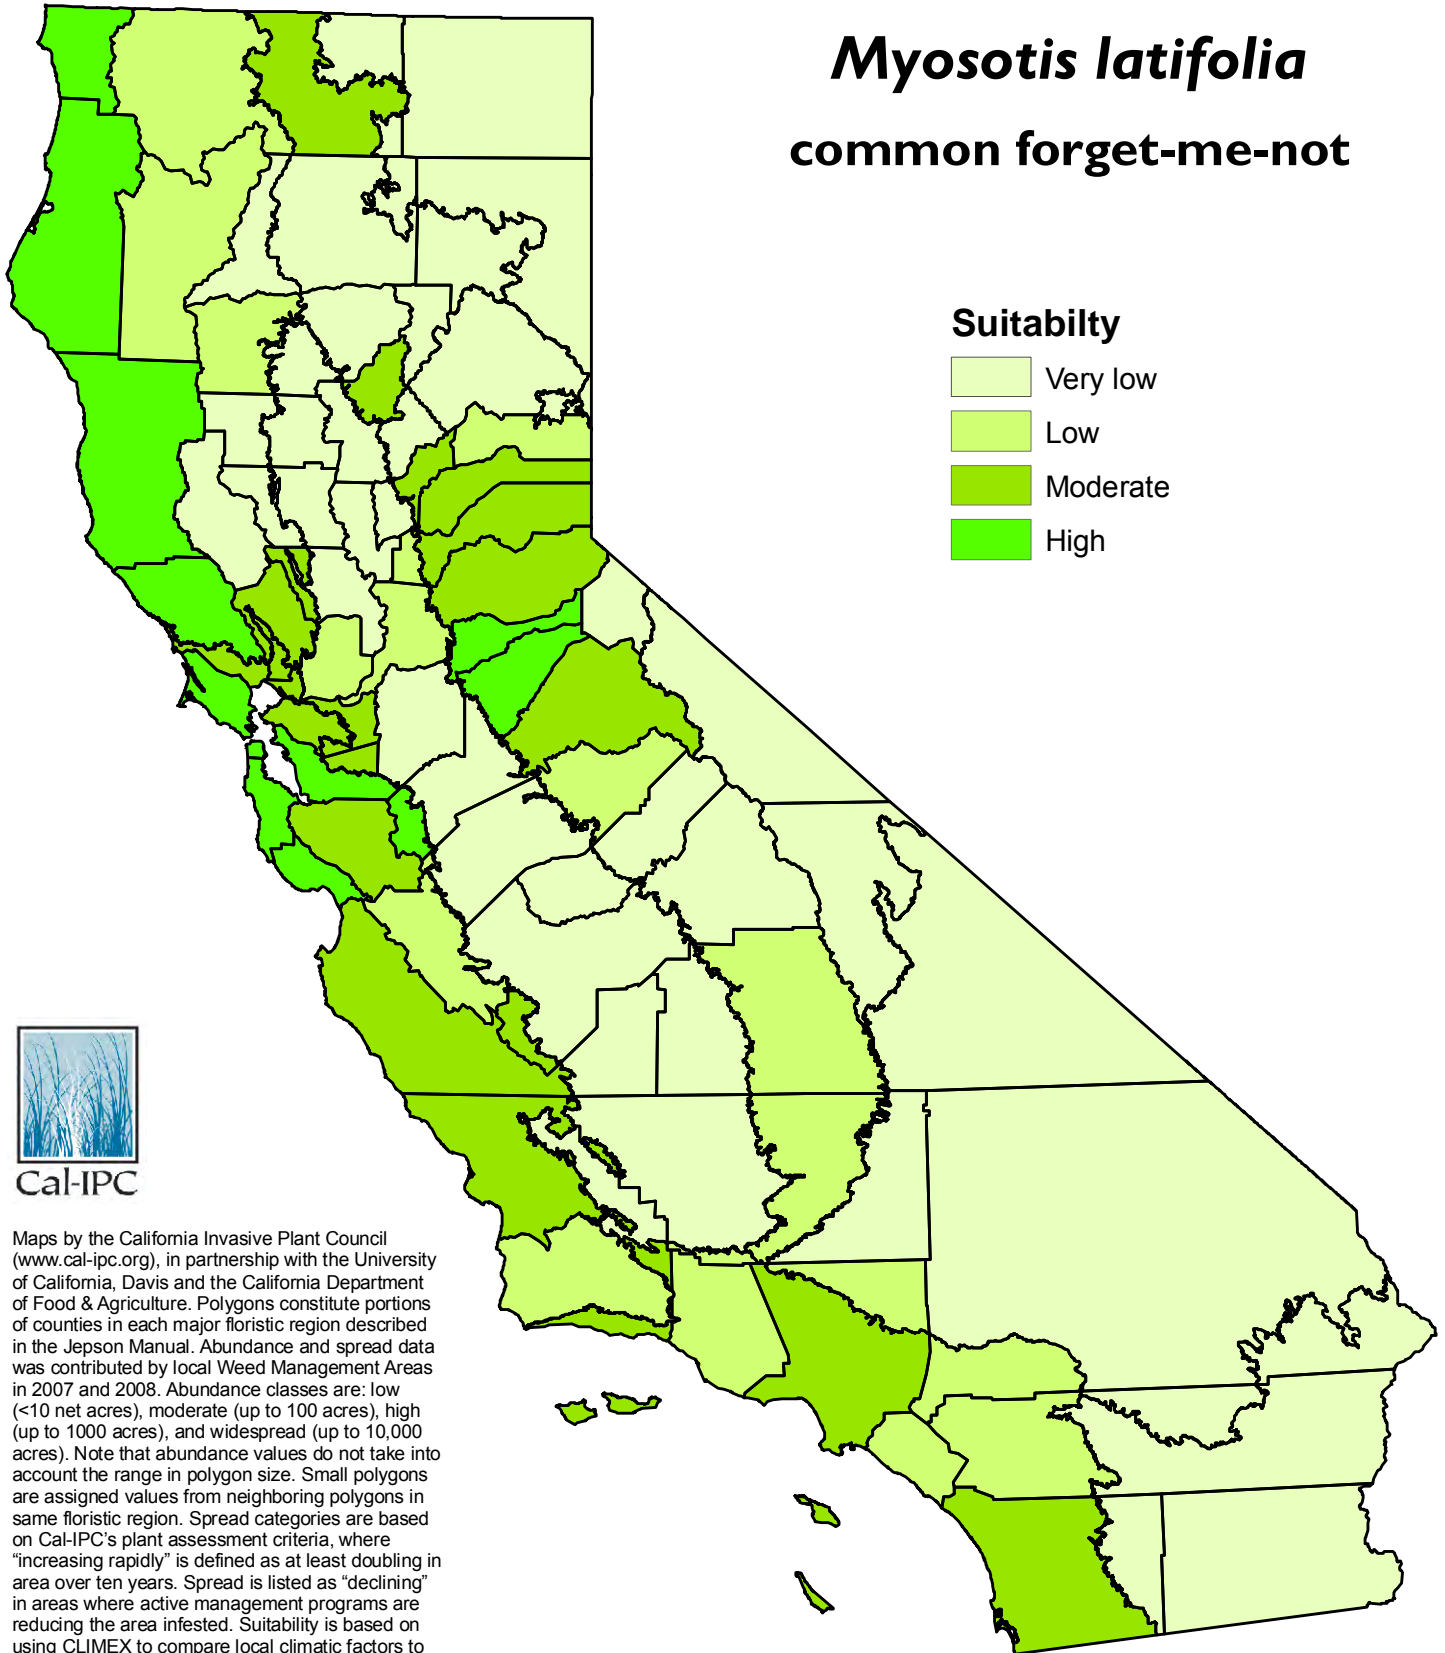 Myosotis latifolia
common forget-me-not
Suitabilty
Very low
Low
Moderate
High
Cal-IPC
Maps by the California Invasive Plant Council
(www.cal-ipc.org), in partnership with the University
of California, Davis and the California Department
of Food & Agriculture. Polygons constitute portions
of counties in each major floristic region described
in the Jepson Manual. Abundance and spread data
was contributed by local Weed Management Areas
in 2007 and 2008. Abundance classes are: low
(<10 net acres), moderate (up to 100 acres), high
(up to 1000 acres), and widespread (up to 10,000
acres). Note that abundance values do not take into
account the range in polygon size. Small polygons
are assigned values from neighboring polygons in
same floristic region. Spread categories are based
on Cal-IPC's plant assessment criteria, where
“increasing rapidly” is defined as at least doubling in
area over ten years. Spread is listed as “declining”
in areas where active management programs are
reducing the area infested. Suitability is based on
using CLIMEX to compare local climatic factors to